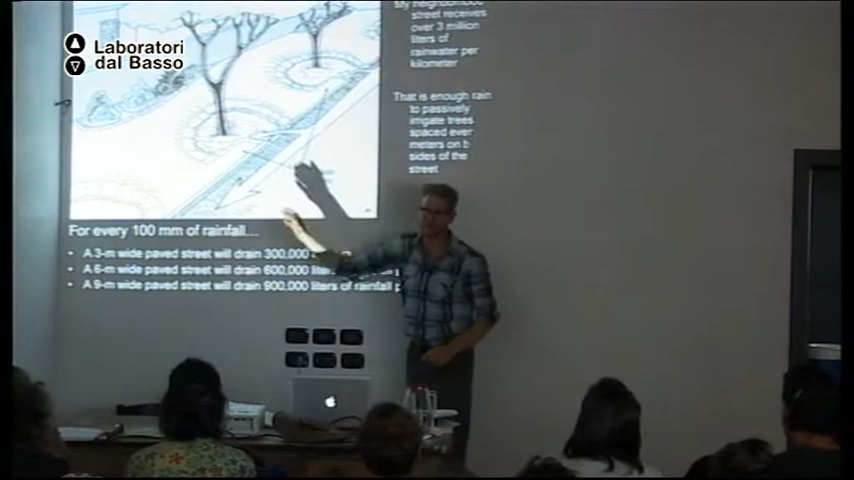 Laboratori
dal Basso
My neighborhood
street receives
over 3 million
liters of
rainwater per
kilometer
That is enough rain
to passively
irrigate trees
spaced ever
meters on b
sides of the
street
For every 100 mm of rainfall…
• A 3-m wide paved street will drain 300,000
• A 6-m wide paved street will drain 600,000 liters
• A 9-m wide paved street will drain 900,000 liters of rainfall p